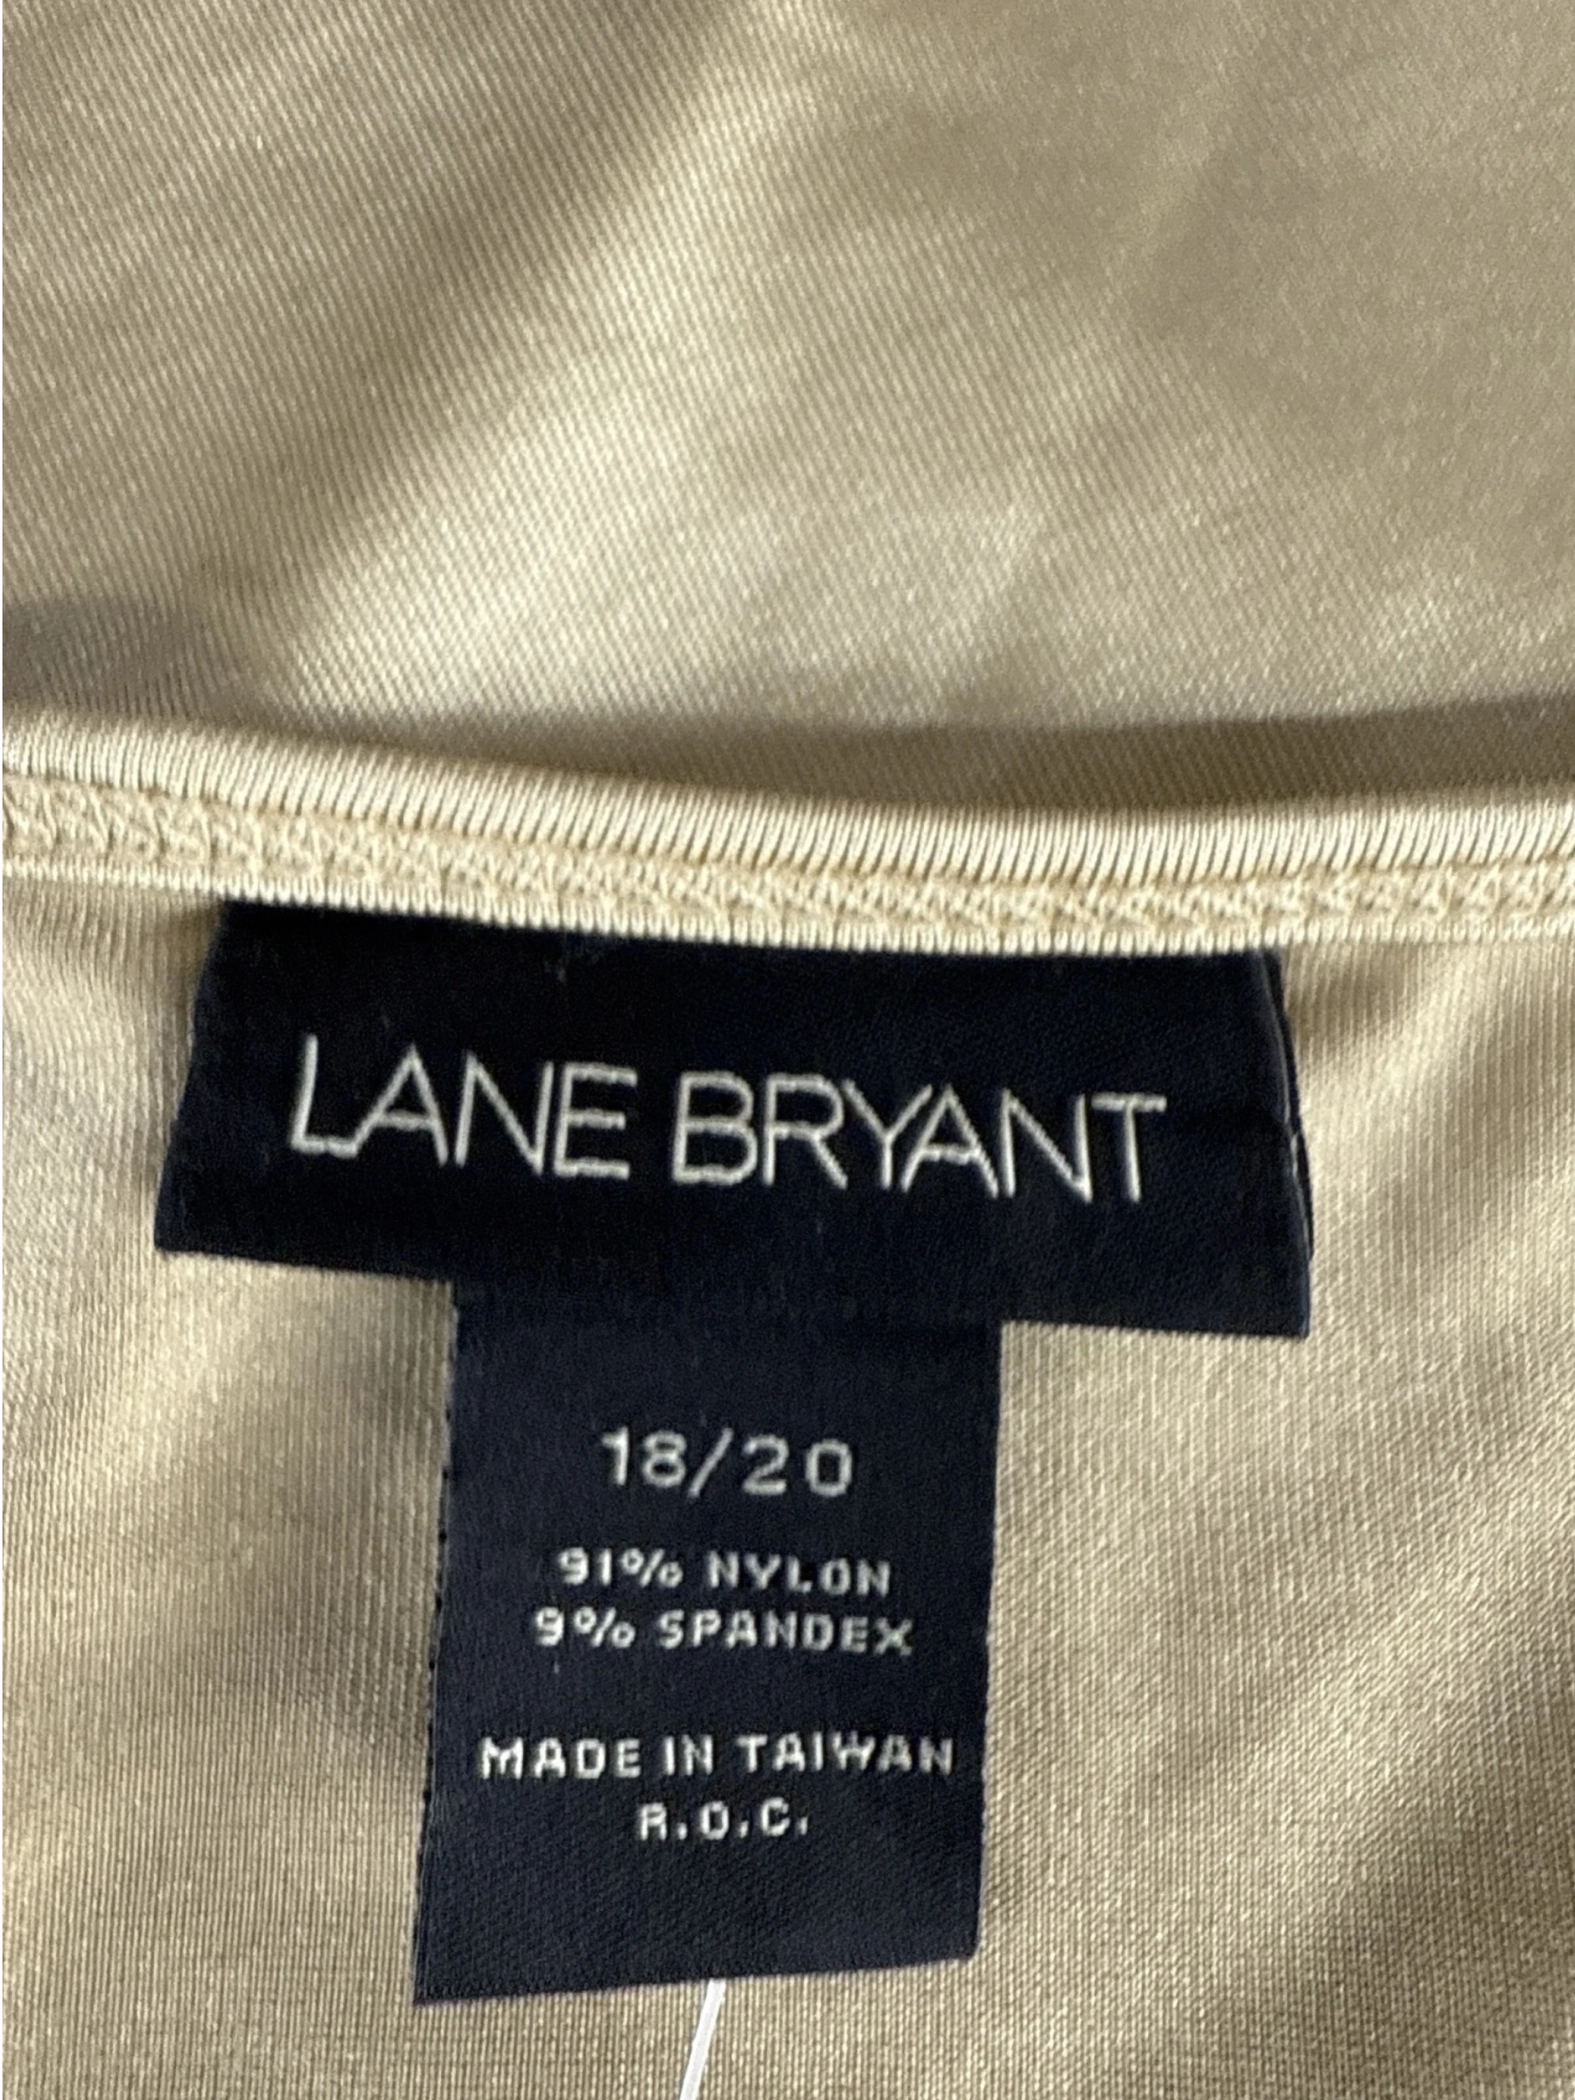 LANE BRYANT
18/20
91% NYLON
9% SPANDEX
MADE IN TAIWAN
R.O.C.